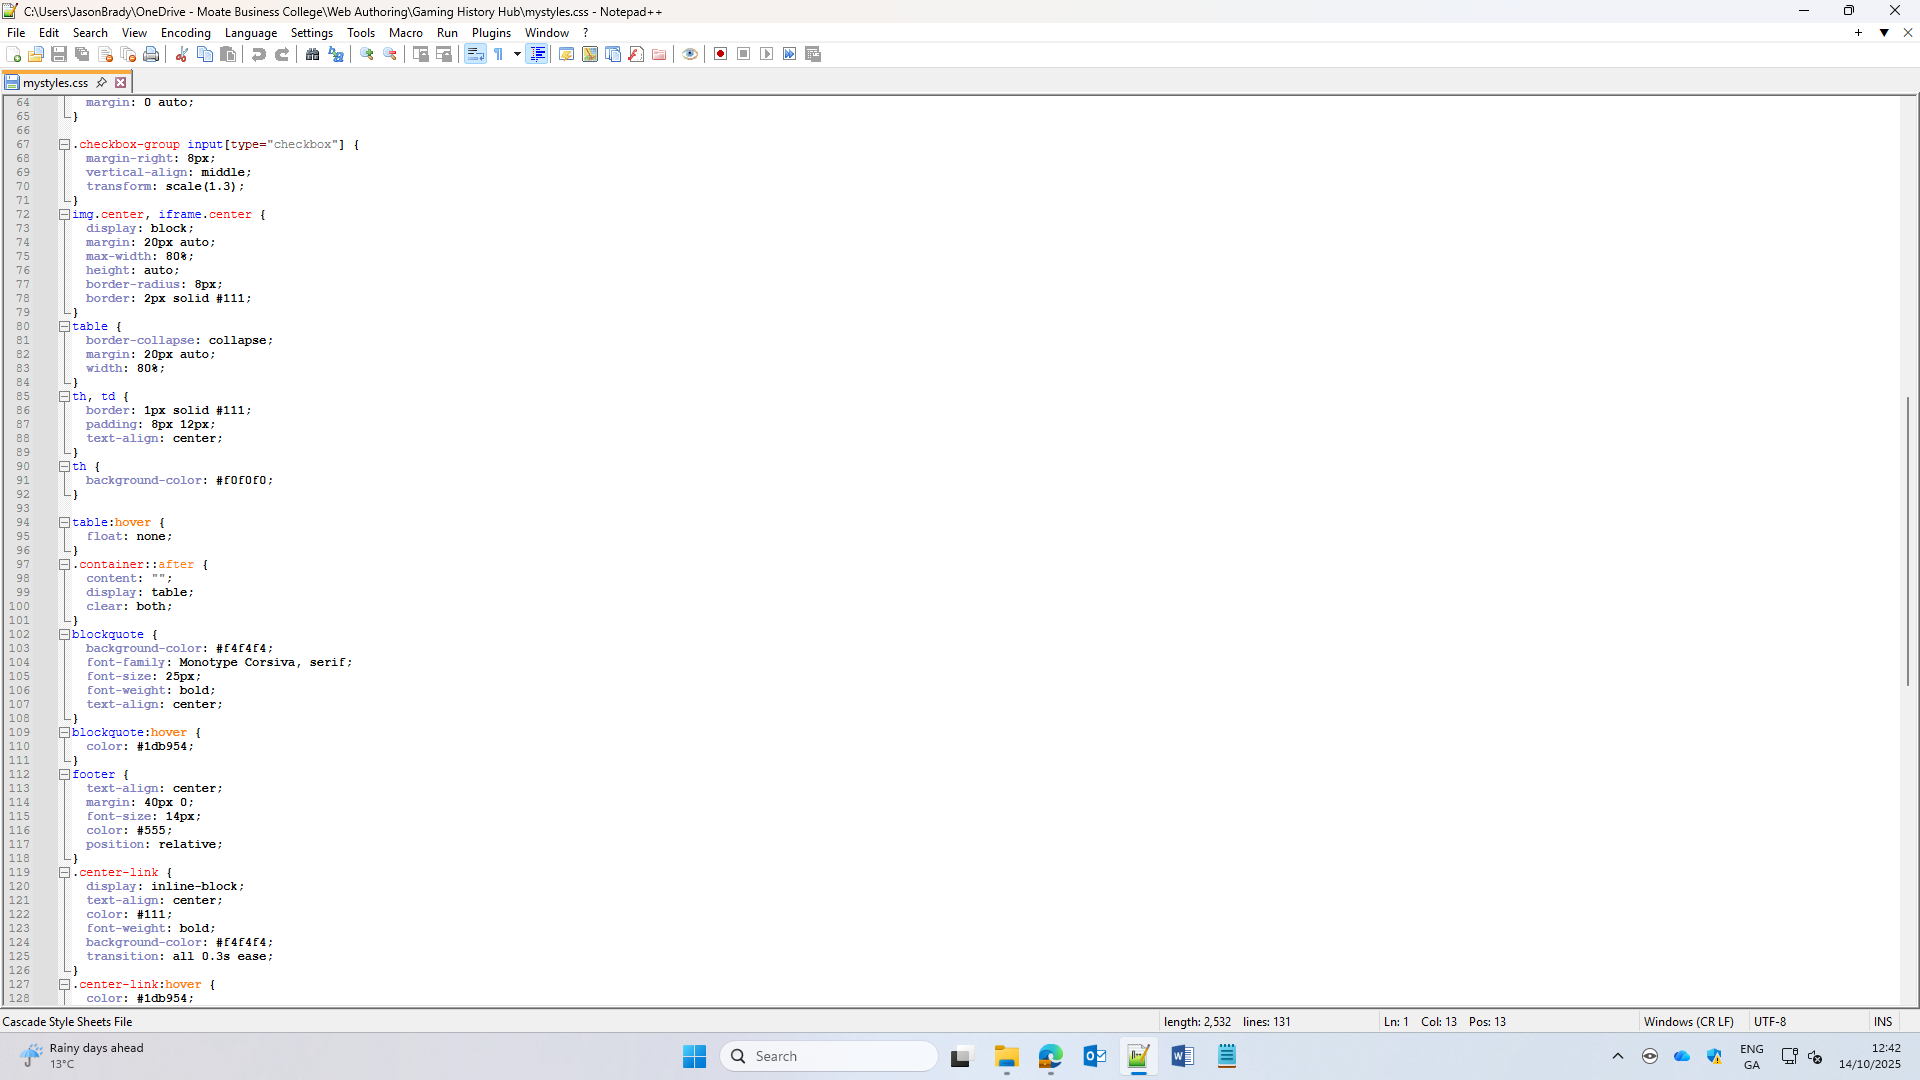 C:\Users\JasonBrady\OneDrive - Moate Business College\Web Authoring\Gaming History Hub\mystyles.css - Notepad++
File Edit Search View Encoding Language Settings Tools Macro Run Plugins Window ?
mystyles.css
64 margin: 0 auto;
65 }
66
67 .checkbox-group input[type="checkbox"] {
68 margin-right: 8px;
69 vertical-align: middle;
70 transform: scale(1.3);
71 }
72 img.center, iframe.center {
73 display: block;
74 margin: 20px auto;
75 max-width: 80%;
76 height: auto;
77 border-radius: 8px;
78 border: 2px solid #111;
79 }
80 table {
81 border-collapse: collapse;
82 margin: 20px auto;
83 width: 80%;
84 }
85 th, td {
86 border: 1px solid #111;
87 padding: 8px 12px;
88 text-align: center;
89 }
90 th {
91 background-color: #f0f0f0;
92 }
93
94 table:hover {
95 float: none;
96 }
97 .container::after {
98 content: "";
99 display: table;
100 clear: both;
101 }
102 blockquote {
103 background-color: #f4f4f4;
104 font-family: Monotype Corsiva, serif;
105 font-size: 25px;
106 font-weight: bold;
107 text-align: center;
108 }
109 blockquote:hover {
110 color: #1db954;
111 }
112 footer {
113 text-align: center;
114 margin: 40px 0;
115 font-size: 14px;
116 color: #555;
117 position: relative;
118 }
119 .center-link {
120 display: inline-block;
121 text-align: center;
122 color: #111;
123 font-weight: bold;
124 background-color: #f4f4f4;
125 transition: all 0.3s ease;
126 }
127 .center-link:hover {
128 color: #1db954;
Cascade Style Sheets File length: 2,532 lines: 131 Ln: 1 Col: 13 Pos: 13 Windows (CR LF) UTF-8 INS
Rainy days ahead
13°C
Search
ENG
GA
12:42
14/10/2025